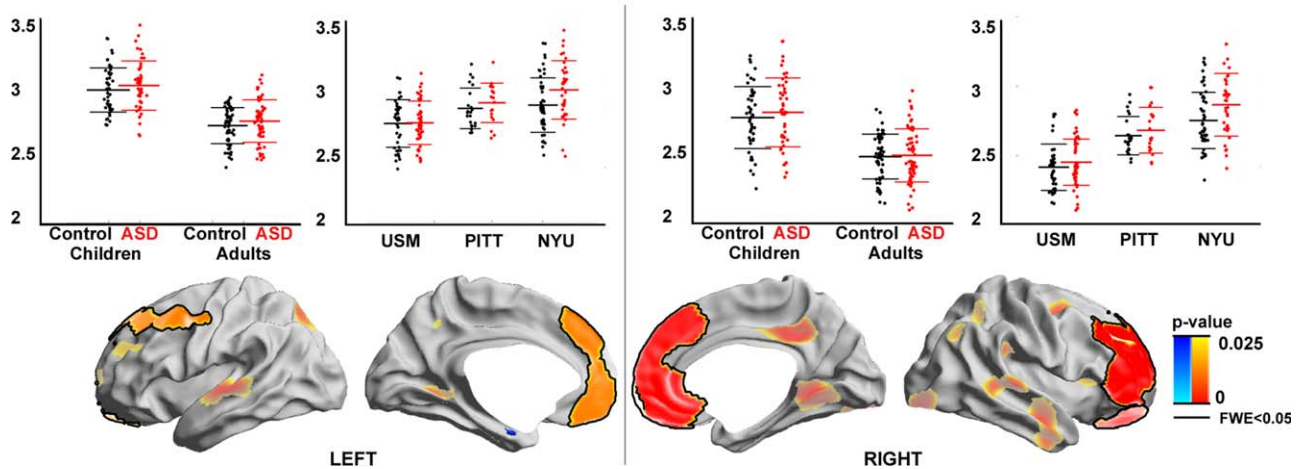 3.5
3
2.5
2
Control ASD Control ASD
Children Adults
3.5
3
2.5
2
USM PITT NYU
3.5
3
2.5
2
Control ASD Control ASD
Children Adults
3.5
3
2.5
2
USM PITT NYU
p-value
0.025
0
FWE<0.05
LEFT
RIGHT